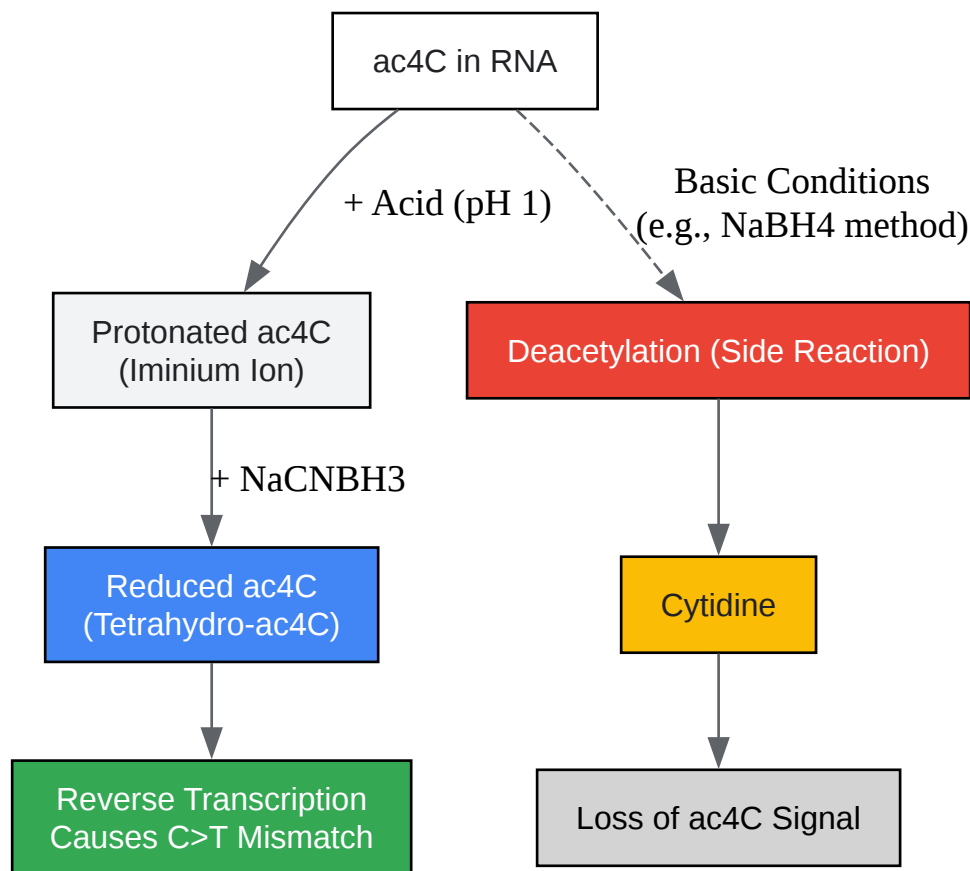 ac4C in RNA
+ Acid (pH 1)
Basic Conditions
(e.g., NaBH4 method)
Protonated ac4C
(Iminium Ion)
Deacetylation (Side Reaction)
+ NaCNBH3
Reduced ac4C
(Tetrahydro-ac4C)
Cytidine
Reverse Transcription
Causes C>T Mismatch
Loss of ac4C Signal